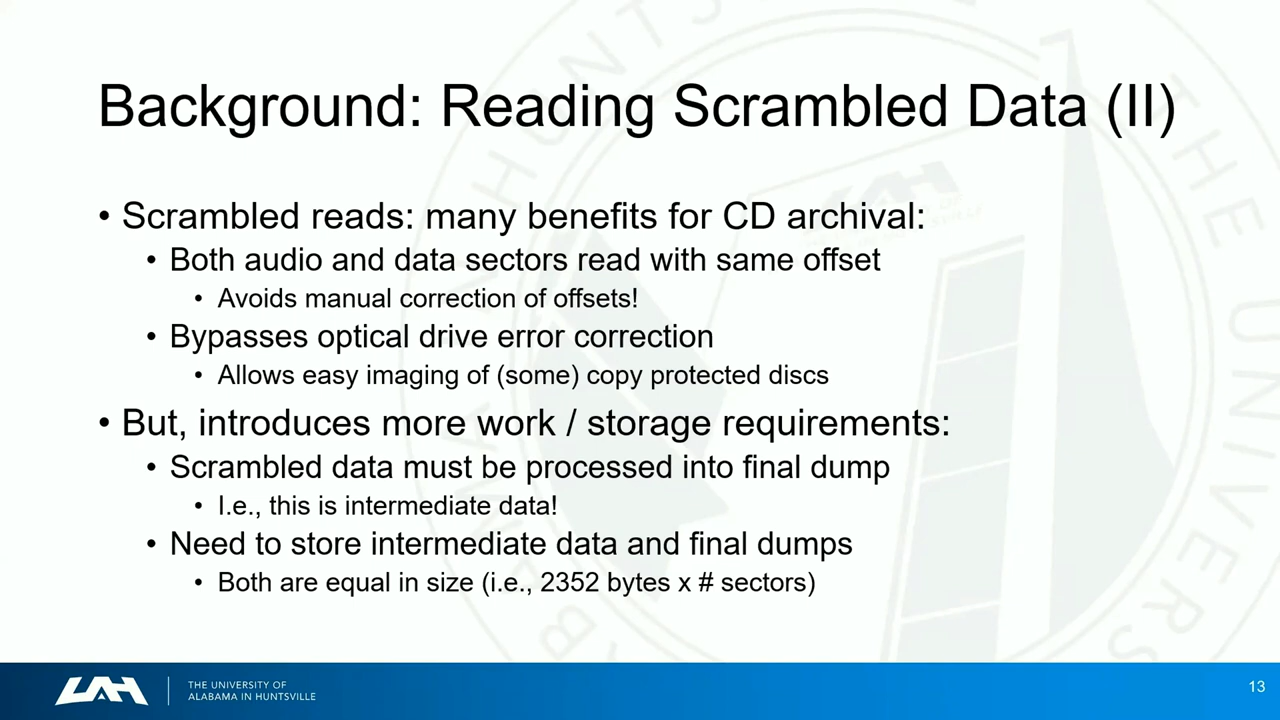 Background: Reading Scrambled Data (II)
• Scrambled reads: many benefits for CD archival:
• Both audio and data sectors read with same offset
• Avoids manual correction of offsets!
• Bypasses optical drive error correction
• Allows easy imaging of (some) copy protected discs
• But, introduces more work / storage requirements:
• Scrambled data must be processed into final dump
• I.e., this is intermediate data!
• Need to store intermediate data and final dumps
• Both are equal in size (i.e., 2352 bytes x # sectors)
UAH
THE UNIVERSITY OF
ALABAMA IN HUNTSVILLE
13